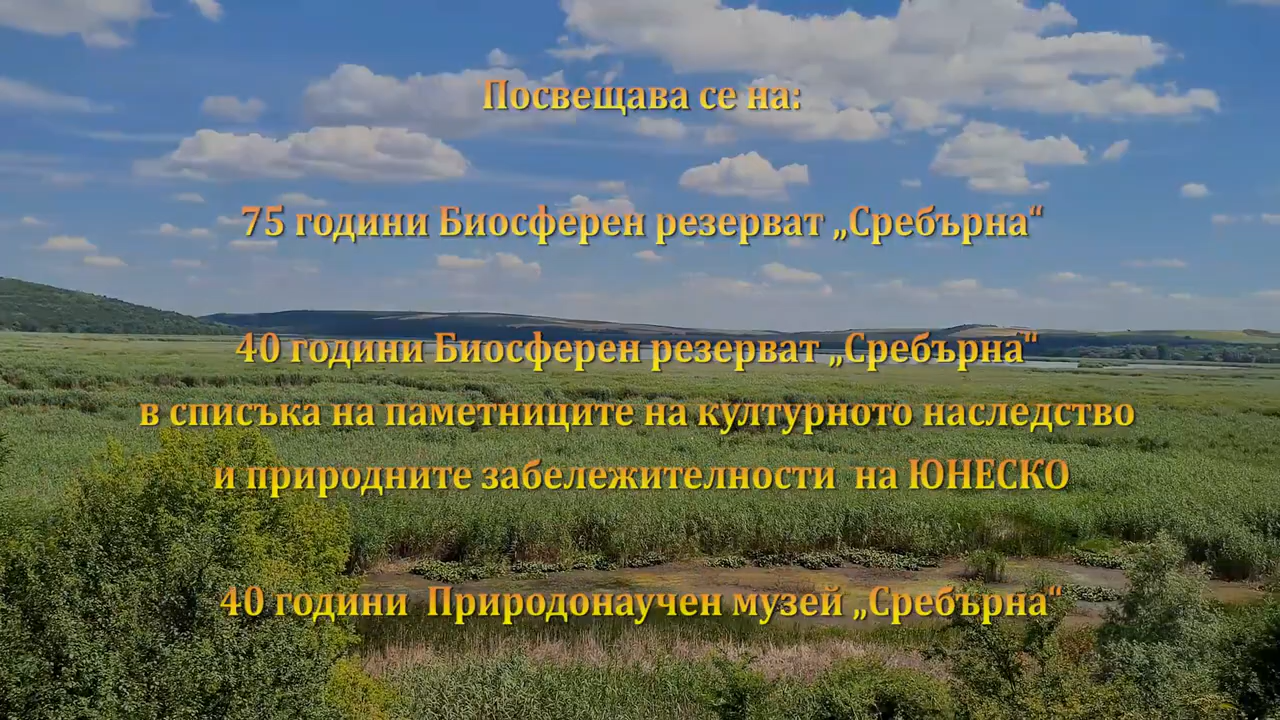 Посвещава се на:
75 години Биосферен резерват „Сребърна“
40 години Биосферен резерват „Сребърна“
в списъка на паметниците на културното наследство
и природните забележителности на ЮНЕСКО
40 години Природонаучен музей „Сребърна“